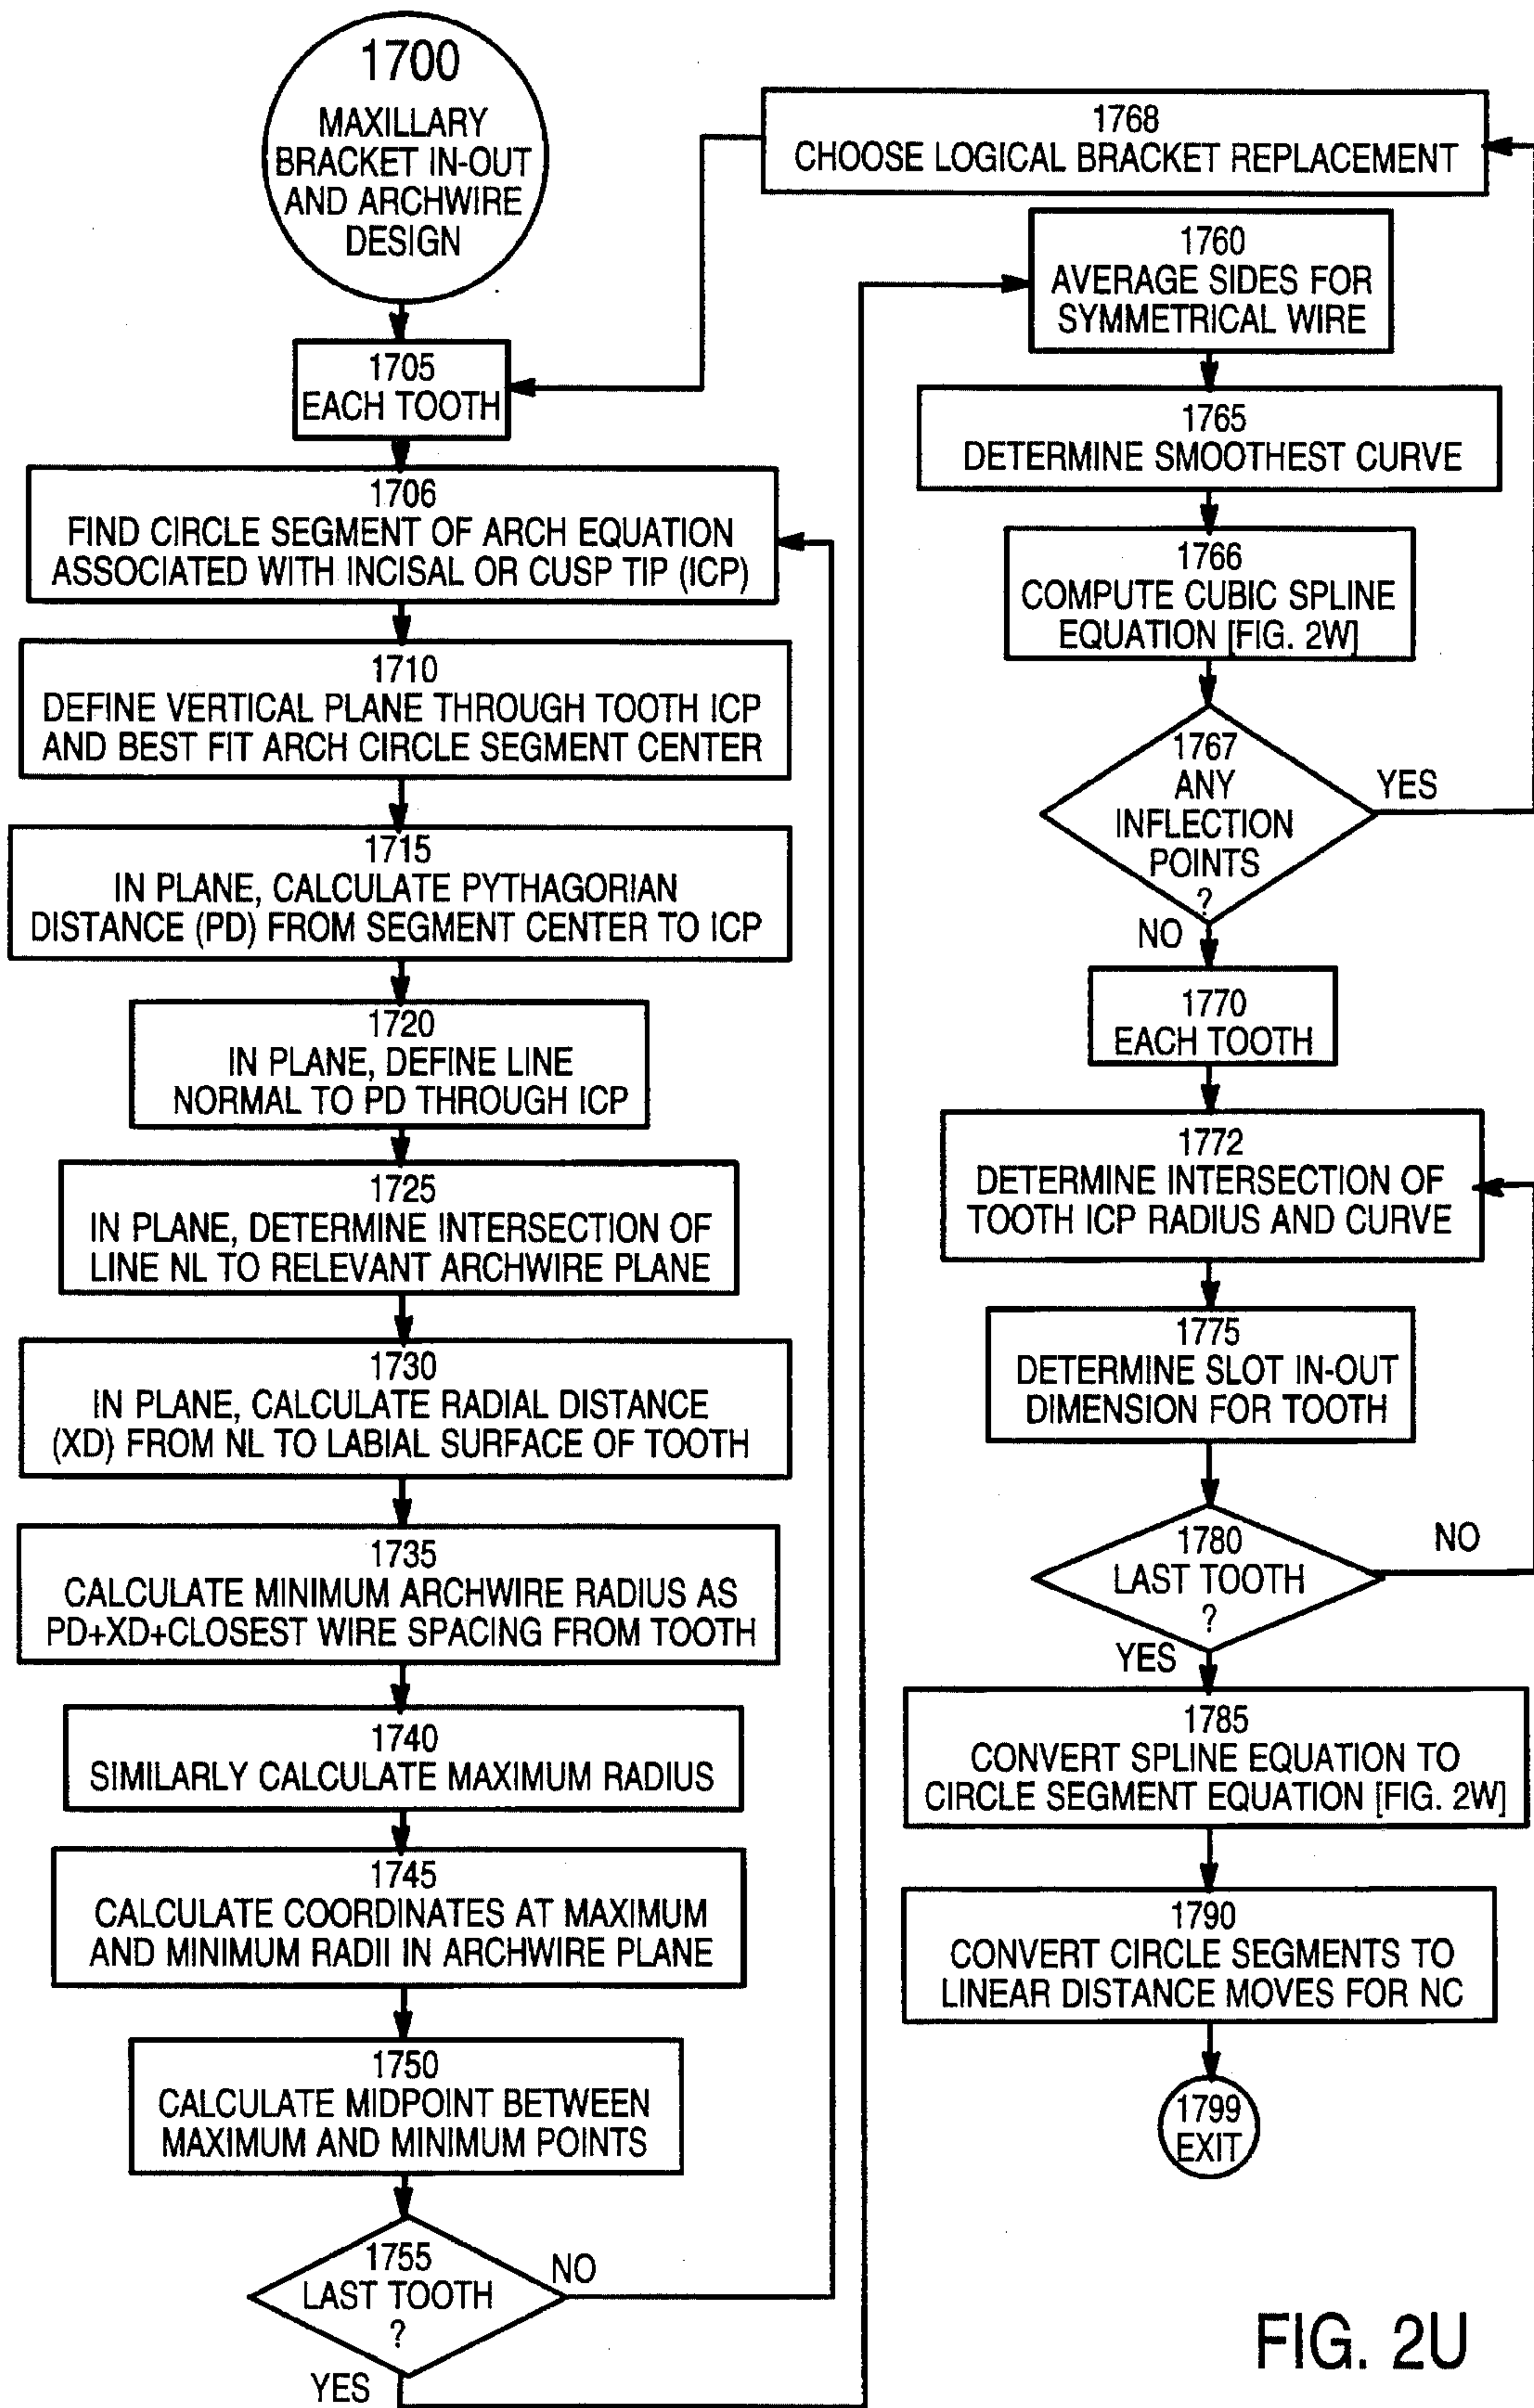 1700
MAXILLARY
BRACKET IN-OUT
AND ARCHWIRE
DESIGN
1705
EACH TOOTH
1706
FIND CIRCLE SEGMENT OF ARCH EQUATION
ASSOCIATED WITH INCISAL OR CUSP TIP (ICP)
1710
DEFINE VERTICAL PLANE THROUGH TOOTH ICP
AND BEST FIT ARCH CIRCLE SEGMENT CENTER
1715
IN PLANE, CALCULATE PYTHAGORIAN
DISTANCE (PD) FROM SEGMENT CENTER TO ICP
1720
IN PLANE, DEFINE LINE
NORMAL TO PD THROUGH ICP
1725
IN PLANE, DETERMINE INTERSECTION OF
LINE NL TO RELEVANT ARCHWIRE PLANE
1730
IN PLANE, CALCULATE RADIAL DISTANCE
(XD) FROM NL TO LABIAL SURFACE OF TOOTH
1735
CALCULATE MINIMUM ARCHWIRE RADIUS AS
PD+XD+CLOSEST WIRE SPACING FROM TOOTH
1740
SIMILARLY CALCULATE MAXIMUM RADIUS
1745
CALCULATE COORDINATES AT MAXIMUM
AND MINIMUM RADII IN ARCHWIRE PLANE
1750
CALCULATE MIDPOINT BETWEEN
MAXIMUM AND MINIMUM POINTS
1755
LAST TOOTH
?
NO
YES
1768
CHOOSE LOGICAL BRACKET REPLACEMENT
1760
AVERAGE SIDES FOR
SYMMETRICAL WIRE
1765
DETERMINE SMOOTHEST CURVE
1766
COMPUTE CUBIC SPLINE
EQUATION [FIG. 2W]
1767
ANY
INFLECTION
POINTS
?
YES
NO
1770
EACH TOOTH
1772
DETERMINE INTERSECTION OF
TOOTH ICP RADIUS AND CURVE
1775
DETERMINE SLOT IN-OUT
DIMENSION FOR TOOTH
1780
LAST TOOTH
?
NO
YES
1785
CONVERT SPLINE EQUATION TO
CIRCLE SEGMENT EQUATION [FIG. 2W]
1790
CONVERT CIRCLE SEGMENTS TO
LINEAR DISTANCE MOVES FOR NC
1799
EXIT
FIG. 2U